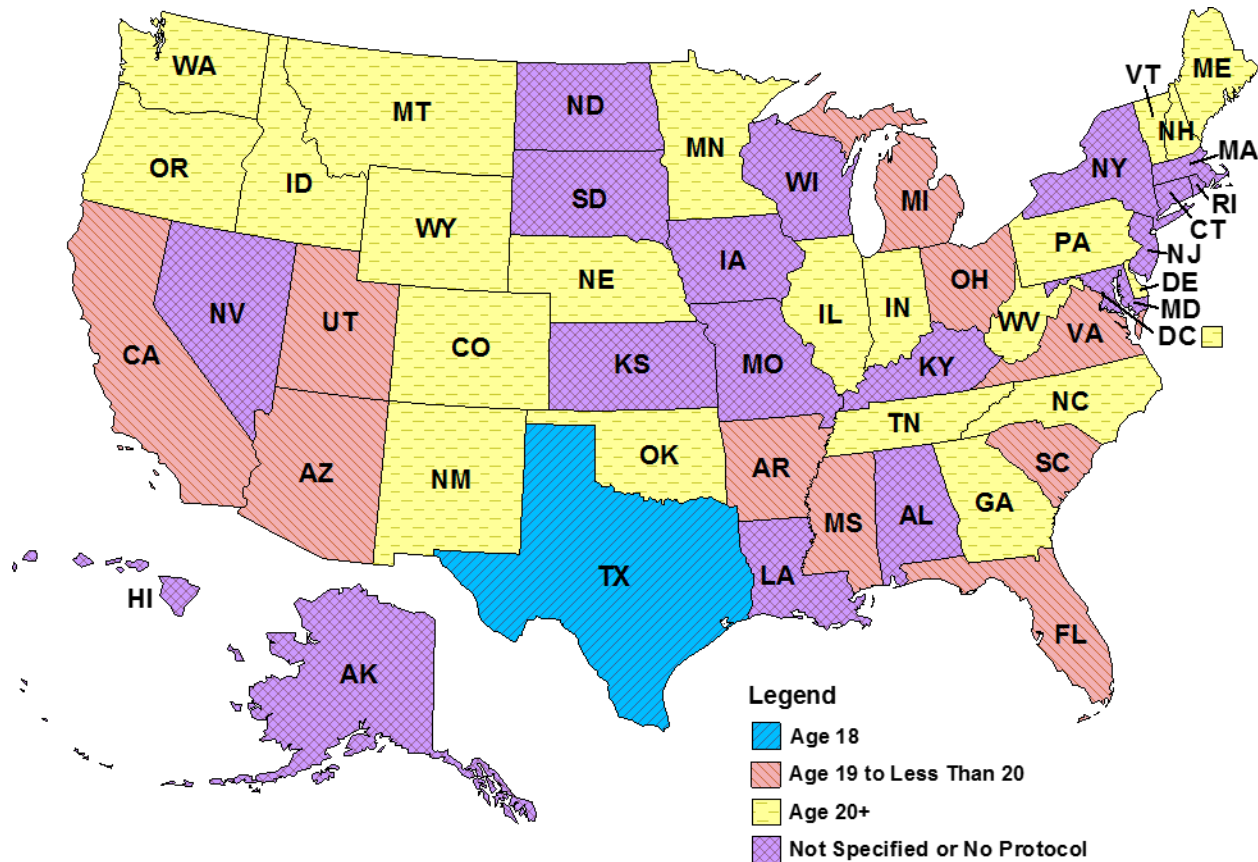 WA
MT
ND
MN
VT
ME
NH
OR
ID
SD
WI
NY
MA
MI
RI
CT
WY
PA
NJ
IA
NE
OH
DE
NV
IL
IN
MD
UT
WV
VA
DC
CA
CO
KS
MO
KY
NC
TN
OK
AR
SC
AZ
NM
GA
MS
AL
TX
LA
HI
FL
AK
Legend
Age 18
Age 19 to Less Than 20
Age 20+
Not Specified or No Protocol